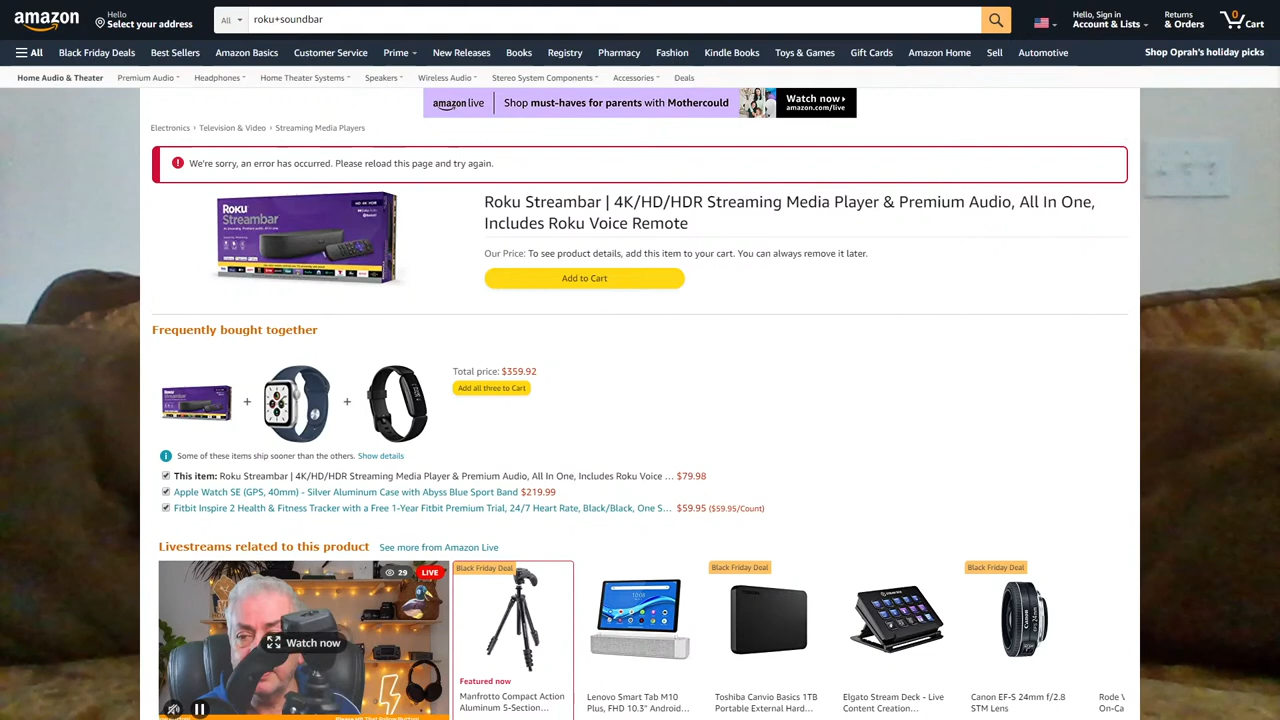 amazon
Hello
Select your address
All
roku+soundbar
Hello, Sign in
Account & Lists
Returns
& Orders
0
Cart
All
Black Friday Deals
Best Sellers
Amazon Basics
Customer Service
Prime
New Releases
Books
Registry
Pharmacy
Fashion
Kindle Books
Toys & Games
Gift Cards
Amazon Home
Sell
Automotive
Shop Oprah's holiday picks
Home Audio & Theater
Premium Audio
Headphones
Home Theater Systems
Speakers
Wireless Audio
Stereo System Components
Accessories
Deals
amazon live
Shop must-haves for parents with Mothercould
Watch now
amazon.com/live
Electronics › Television & Video › Streaming Media Players
We're sorry, an error has occurred. Please reload this page and try again.
Roku
Streambar
Roku Streambar | 4K/HD/HDR Streaming Media Player & Premium Audio, All In One,
Includes Roku Voice Remote
Our Price: To see product details, add this item to your cart. You can always remove it later.
Add to Cart
Frequently bought together
+
+
Total price: $359.92
Add all three to Cart
Some of these items ship sooner than the others. Show details
This item: Roku Streambar | 4K/HD/HDR Streaming Media Player & Premium Audio, All In One, Includes Roku Voice ... $79.98
Apple Watch SE (GPS, 40mm) - Silver Aluminum Case with Abyss Blue Sport Band $219.99
Fitbit Inspire 2 Health & Fitness Tracker with a Free 1-Year Fitbit Premium Trial, 24/7 Heart Rate, Black/Black, One S... $59.95 ($59.95/Count)
Livestreams related to this product
See more from Amazon Live
29
LIVE
Watch now
Black Friday Deal
Featured now
Manfrotto Compact Action
Aluminum 5-Section...
Lenovo Smart Tab M10
Plus, FHD 10.3" Android...
Black Friday Deal
Toshiba Canvio Basics 1TB
Portable External Hard...
Elgato Stream Deck - Live
Content Creation...
Black Friday Deal
Canon EF-S 24mm f/2.8
STM Lens
Rode
On-Ca